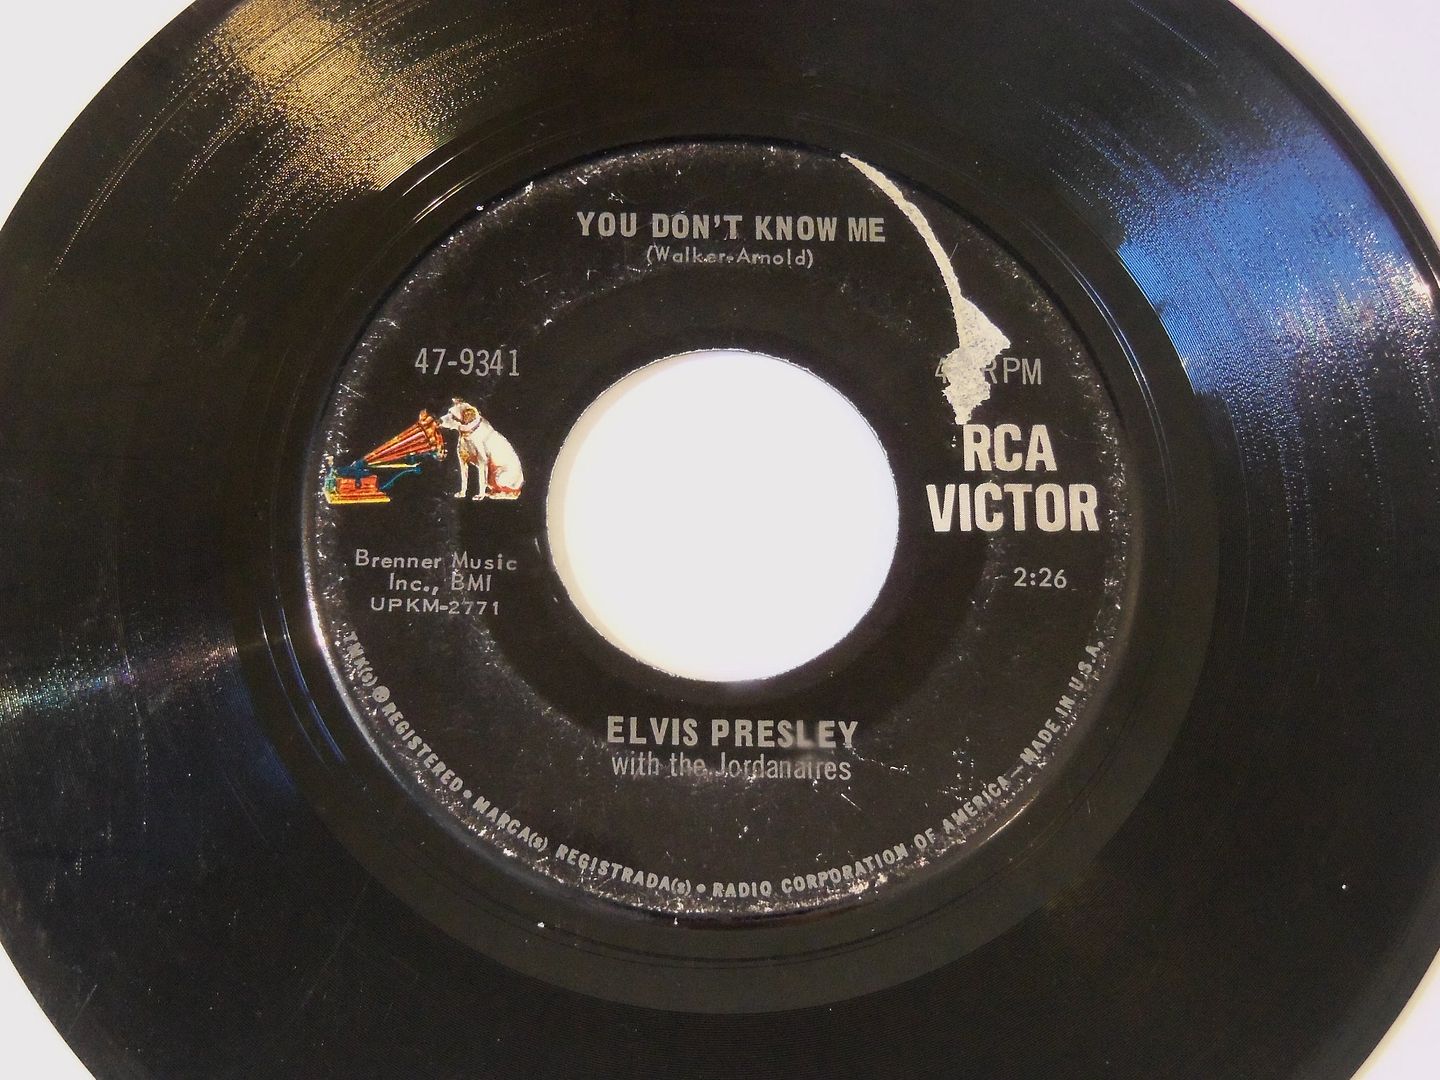 YOU DON'T KNOW ME
(Walker-Arnold)
47-9341
RPM
RCA
VICTOR
Brenner Music
Inc., BMI
UPKM-2771
2:26
ELVIS PRESLEY
with the Jordanaires
TMK(s) ® REGISTERED • MARCA(s) REGISTRADA(s) • RADIO CORPORATION OF AMERICA — MADE IN U.S.A.